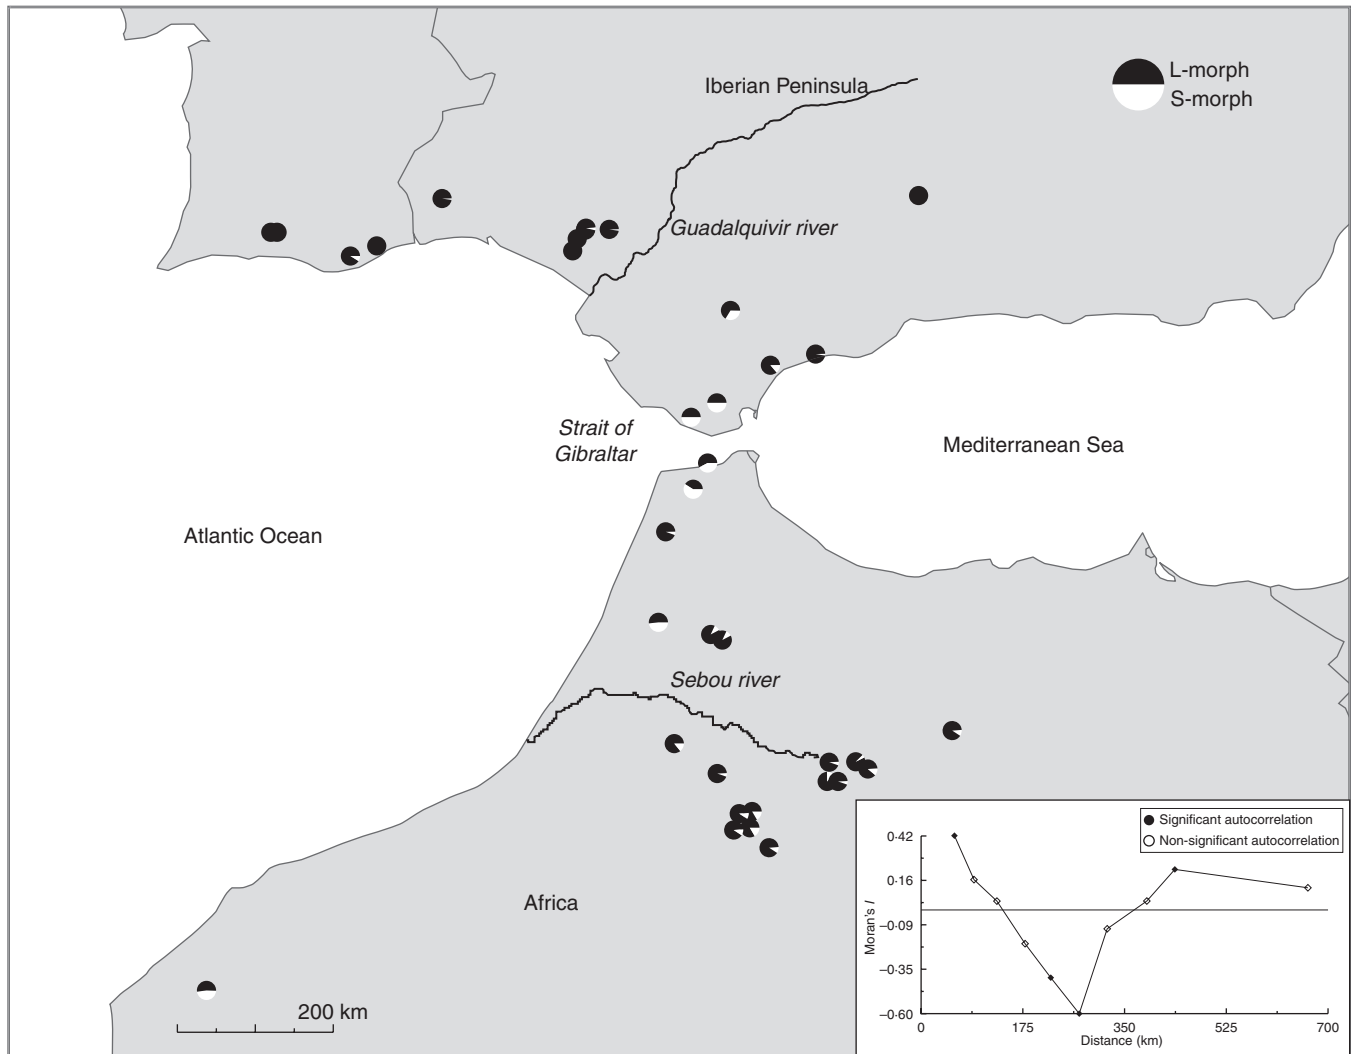 Iberian Peninsula
L-morph
S-morph
Guadalquivir river
Strait of
Gibraltar
Mediterranean Sea
Atlantic Ocean
Sebou river
Africa
200 km
Significant autocorrelation
Non-significant autocorrelation
Moran's I
0·42
0·16
–0·09
–0·35
–0·60
0
175
350
525
700
Distance (km)